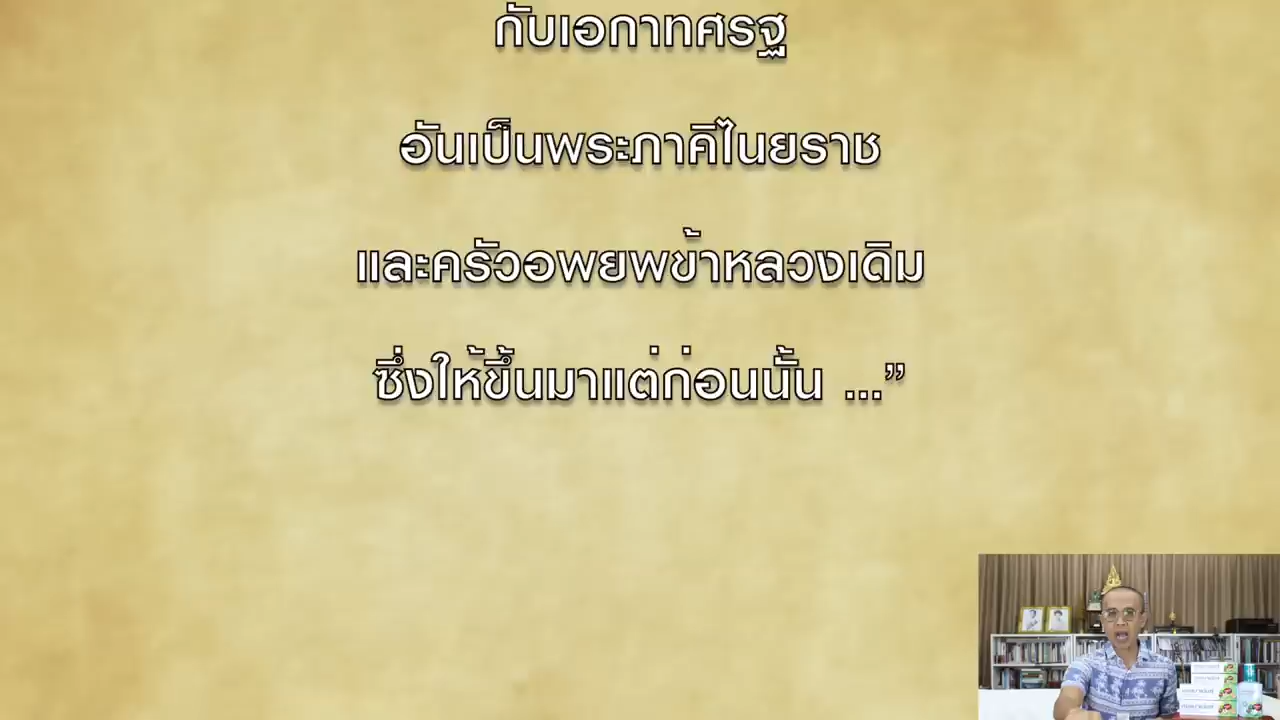 กับเอกาทศรฐ
อันเป็นพระภาคิไนยราช
และครัวอพยพข้าหลวงเดิม
ซึ่งให้ขึ้นมาแต่ก่อนนั้น ...”